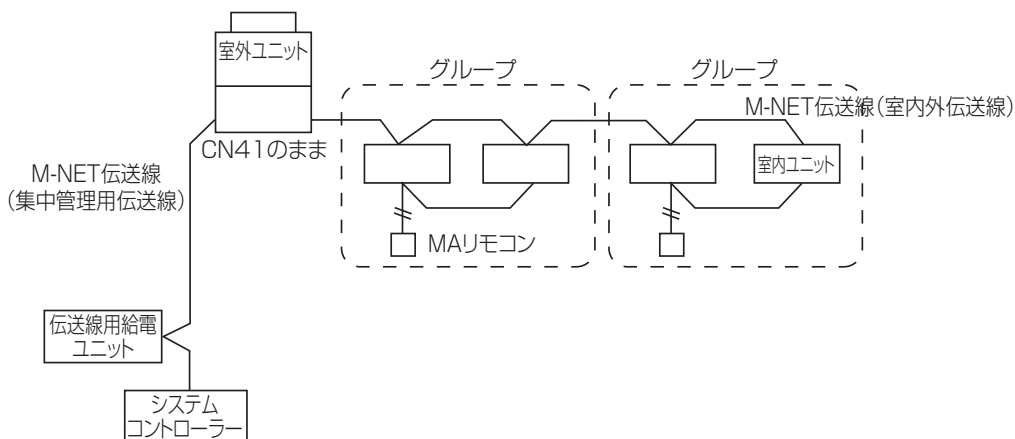 室外ユニット
グループ
グループ
M-NET伝送線(室内外伝送線)
CN41のまま
室内ユニット
M-NET伝送線
(集中管理用伝送線)
MAリモコン
伝送線用給電
ユニット
システム
コントローラー